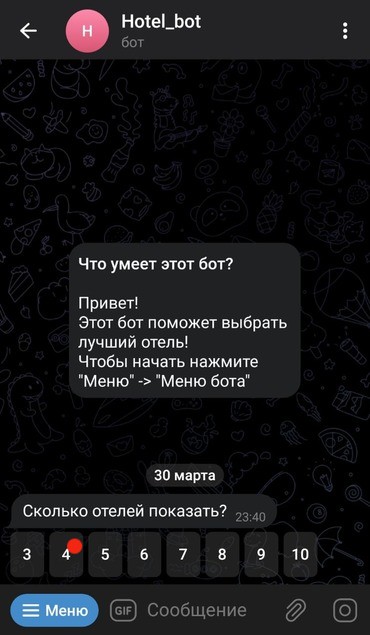 H
Hotel_bot
бот
Что умеет этот бот?
Привет!
Этот бот поможет выбрать
лучший отель!
Чтобы начать нажмите
"Меню" -> "Меню бота"
30 марта
Сколько отелей показать? 23:40
3 4 5 6 7 8 9 10
Меню GIF Сообщение